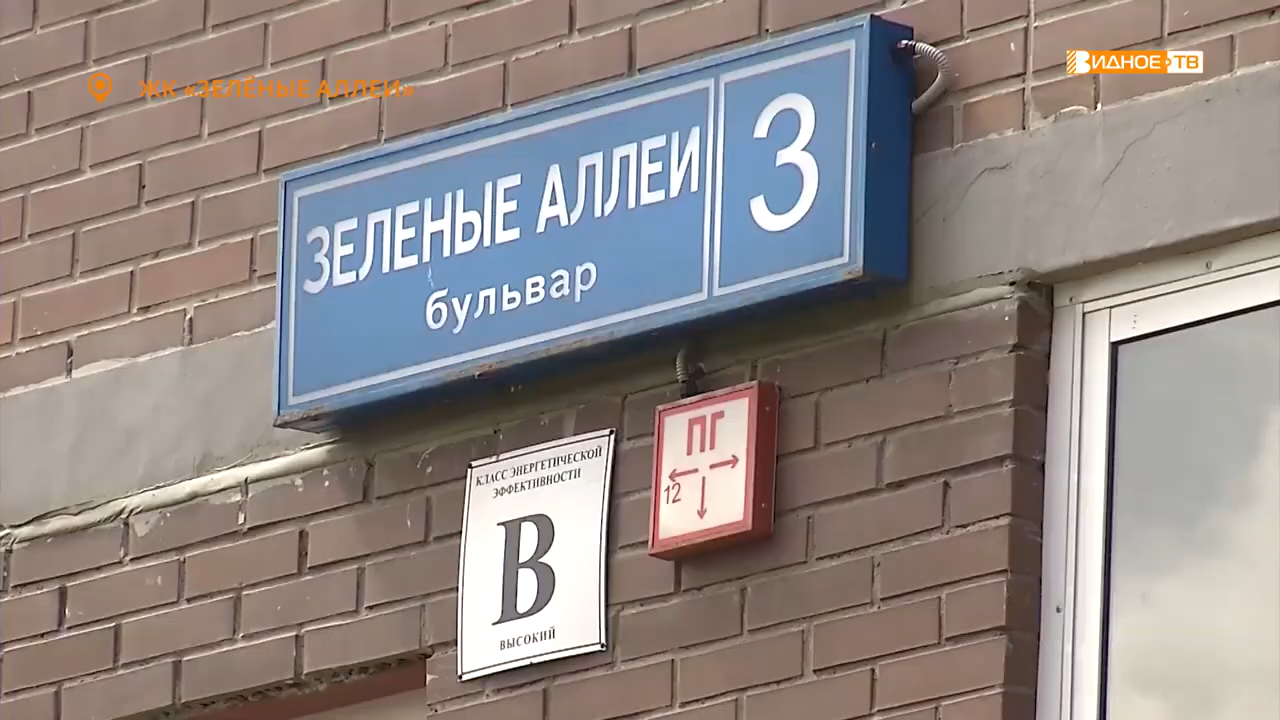 ЖК «ЗЕЛЁНЫЕ АЛЛЕИ»
ВИДНОЕ ТВ
ЗЕЛЕНЫЕ АЛЛЕИ
бульвар
3
ПГ
12
КЛАСС ЭНЕРГЕТИЧЕСКОЙ
ЭФФЕКТИВНОСТИ
В
ВЫСОКИЙ